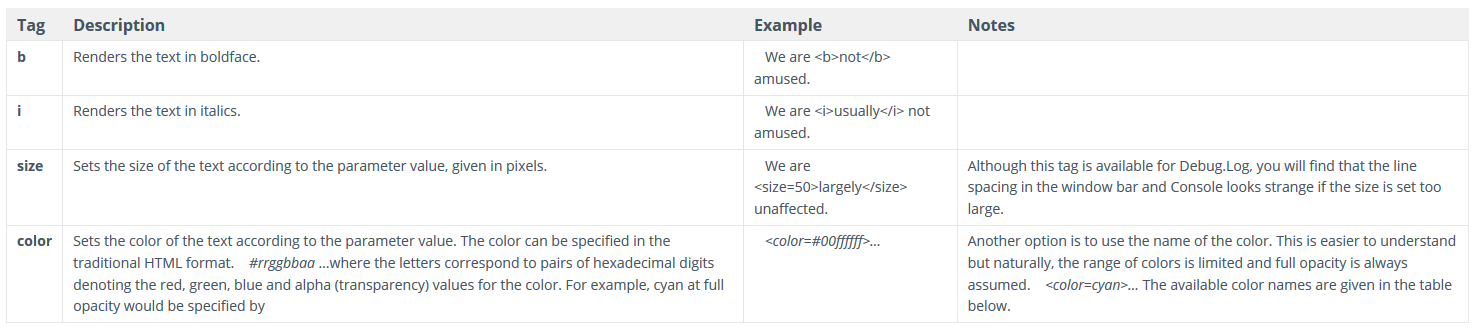 Tag Description Example Notes
b Renders the text in boldface. We are <b>not</b>
amused.
i Renders the text in italics. We are <i>usually</i> not
amused.
size Sets the size of the text according to the parameter value, given in pixels. We are
<size=50>largely</size>
unaffected.
Although this tag is available for Debug.Log, you will find that the line
spacing in the window bar and Console looks strange if the size is set too
large.
color Sets the color of the text according to the parameter value. The color can be specified in the
traditional HTML format. #rrggbbaa …where the letters correspond to pairs of hexadecimal digits
denoting the red, green, blue and alpha (transparency) values for the color. For example, cyan at full
opacity would be specified by
<color=#00ffffff>…
Another option is to use the name of the color. This is easier to understand
but naturally, the range of colors is limited and full opacity is always
assumed. <color=cyan>… The available color names are given in the table
below.